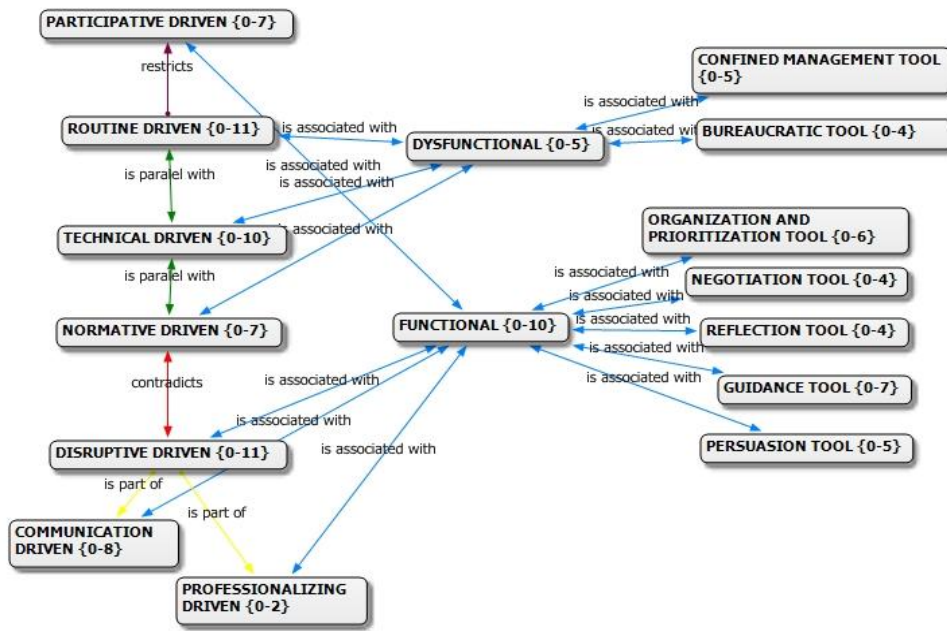 PARTICIPATIVE DRIVEN {0-7}
restricts
CONFINED MANAGEMENT TOOL
{0-5}
is associated with
ROUTINE DRIVEN {0-11}
is associated with
DYSFUNCTIONAL {0-5}
is associated with
BUREAUCRATIC TOOL {0-4}
is paralel with
is associated with
is associated with
TECHNICAL DRIVEN {0-10}
is associated with
ORGANIZATION AND
PRIORITIZATION TOOL {0-6}
is paralel with
is associated with
NEGOTIATION TOOL {0-4}
is associated with
NORMATIVE DRIVEN {0-7}
FUNCTIONAL {0-10}
is associated with
REFLECTION TOOL {0-4}
is associated with
contradicts
is associated with
is associated with
GUIDANCE TOOL {0-7}
is associated with
is associated with
PERSUASION TOOL {0-5}
DISRUPTIVE DRIVEN {0-11}
is part of
is part of
COMMUNICATION
DRIVEN {0-8}
PROFESSIONALIZING
DRIVEN {0-2}